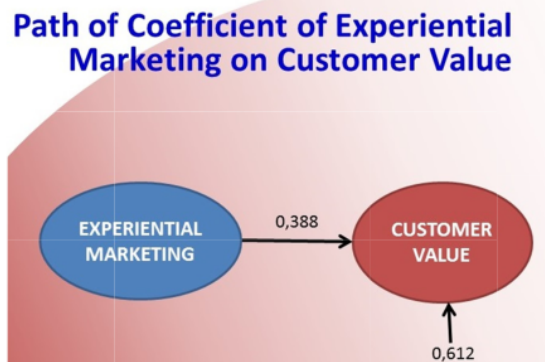 Path of Coefficient of Experiential
Marketing on Customer Value
EXPERIENTIAL
MARKETING
0,388
CUSTOMER
VALUE
0,612